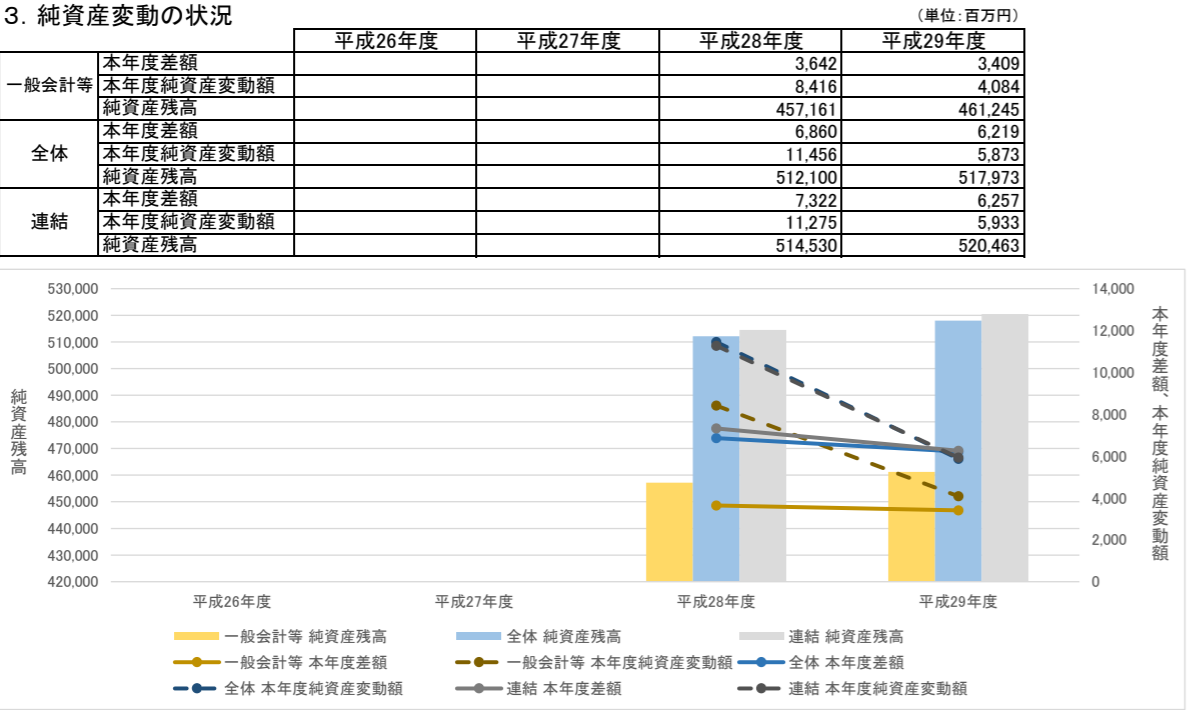 3．純資産変動の状況
（単位：百万円）
平成26年度 平成27年度 平成28年度 平成29年度
一般会計等 本年度差額 3,642 3,409
本年度純資産変動額 8,416 4,084
純資産残高 457,161 461,245
全体 本年度差額 6,860 6,219
本年度純資産変動額 11,456 5,873
純資産残高 512,100 517,973
連結 本年度差額 7,322 6,257
本年度純資産変動額 11,275 5,933
純資産残高 514,530 520,463
純資産残高
530,000
520,000
510,000
500,000
490,000
480,000
470,000
460,000
450,000
440,000
430,000
420,000
14,000
12,000
10,000
8,000
6,000
4,000
2,000
0
本年度差額、本年度純資産変動額
平成26年度 平成27年度 平成28年度 平成29年度
一般会計等 純資産残高 全体 純資産残高 連結 純資産残高
一般会計等 本年度差額 一般会計等 本年度純資産変動額 全体 本年度差額
全体 本年度純資産変動額 連結 本年度差額 連結 本年度純資産変動額